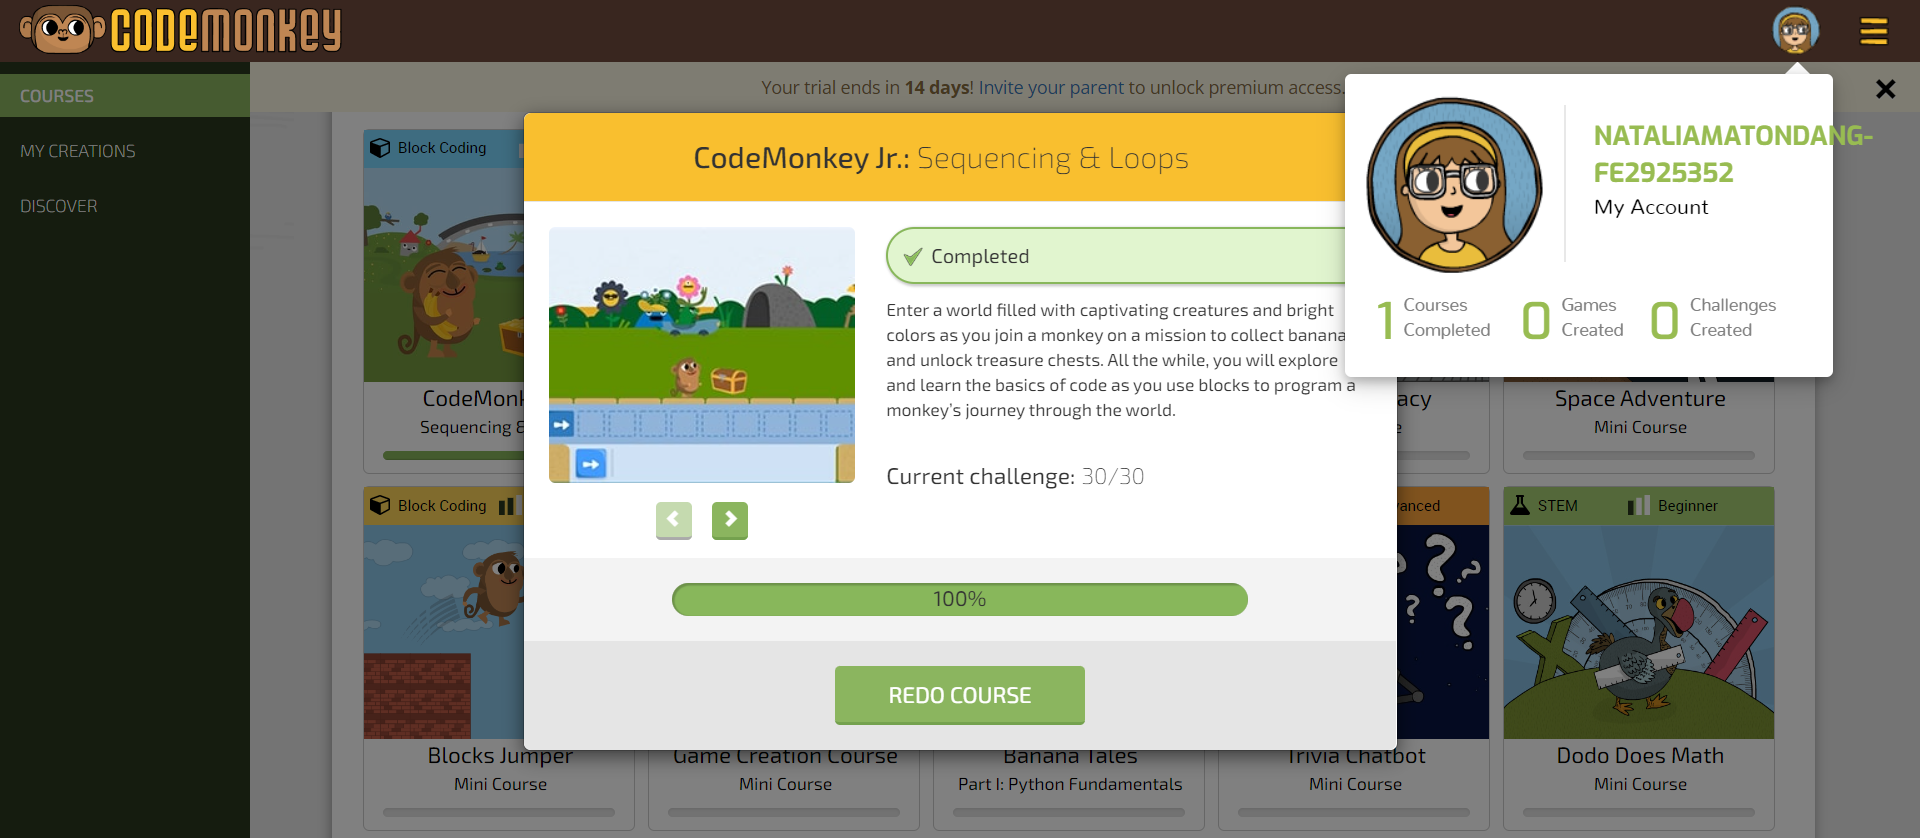 CODEMONKEY
COURSES
MY CREATIONS
DISCOVER
Your trial ends in 14 days! Invite your parent to unlock premium access.
NATALIAMATONDANG-
FE2925352
My Account
1 Courses Completed
0 Games Created
0 Challenges Created
CodeMonkey Jr.: Sequencing & Loops
Completed
Enter a world filled with captivating creatures and bright
colors as you join a monkey on a mission to collect banana
and unlock treasure chests. All the while, you will explore
and learn the basics of code as you use blocks to program a
monkey's journey through the world.
Current challenge: 30/30
100%
REDO COURSE
Block Coding
CodeMon
Sequencing &
acy
Space Adventure
Mini Course
Block Coding
anced
STEM Beginner
Blocks Jumper
Mini Course
Game Creation Course
Mini Course
Banana Tales
Part I: Python Fundamentals
Trivia Chatbot
Mini Course
Dodo Does Math
Mini Course